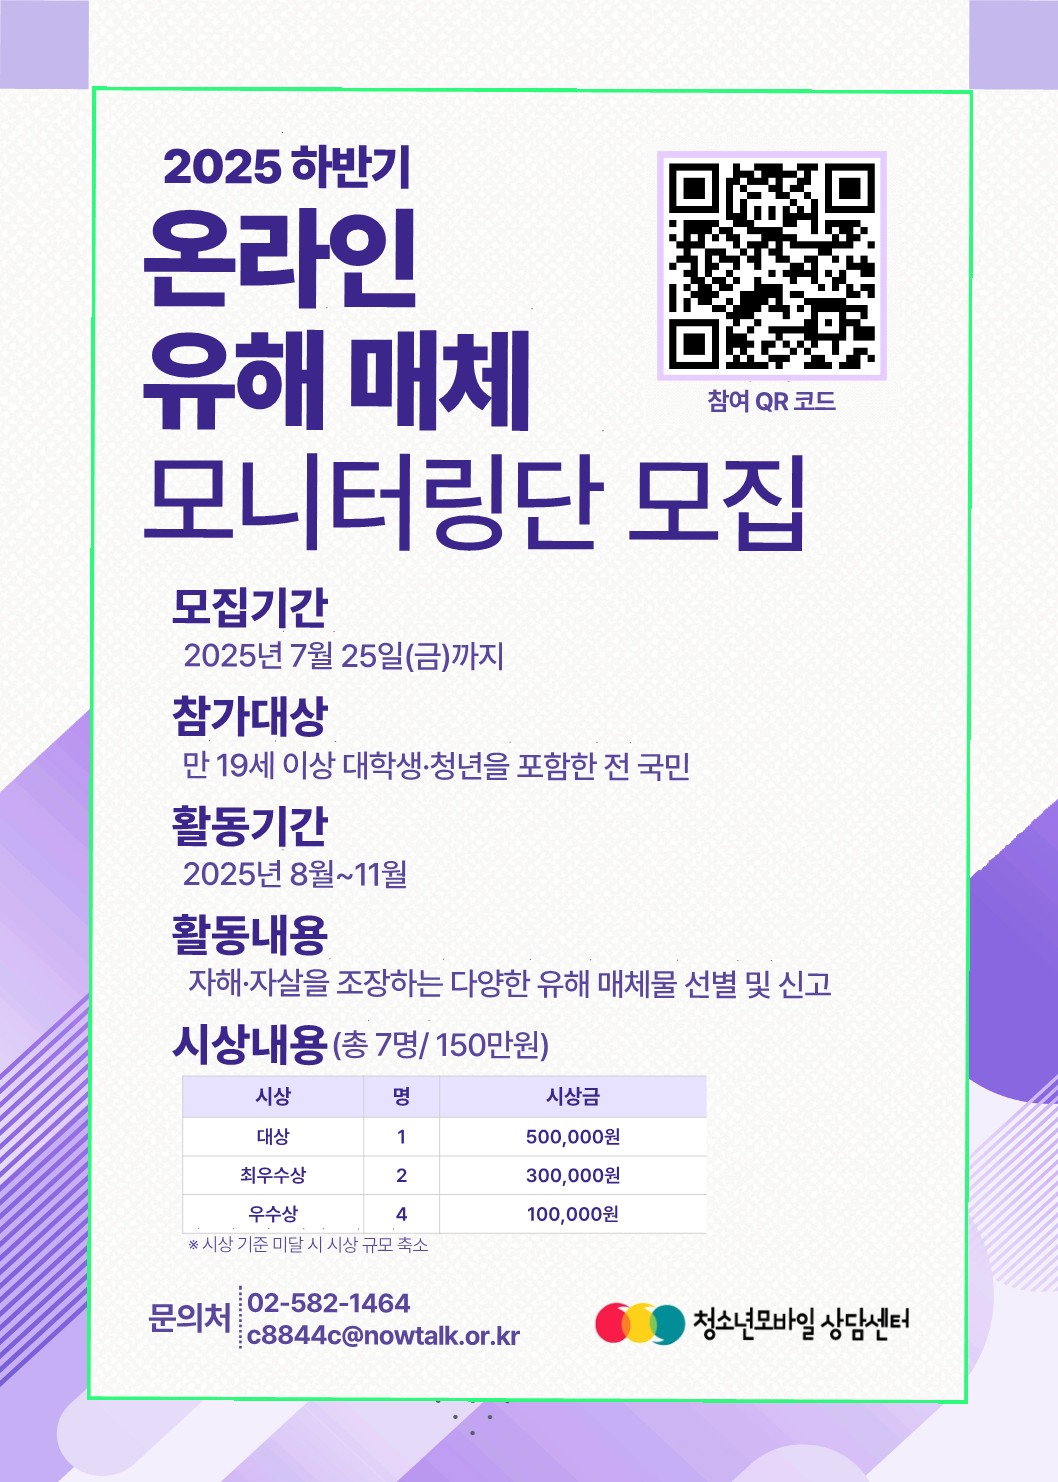 2025 하반기
온라인
유해 매체
모니터링단 모집
참여 QR 코드
모집기간
2025년 7월 25일(금)까지
참가대상
만 19세 이상 대학생·청년을 포함한 전 국민
활동기간
2025년 8월~11월
활동내용
자해·자살을 조장하는 다양한 유해 매체물 선별 및 신고
시상내용 (총 7명/ 150만원)
시상 명 시상금
대상 1 500,000원
최우수상 2 300,000원
우수상 4 100,000원
※ 시상 기준 미달 시 시상 규모 축소
문의처
02-582-1464
c8844c@nowtalk.or.kr
청소년모바일 상담센터